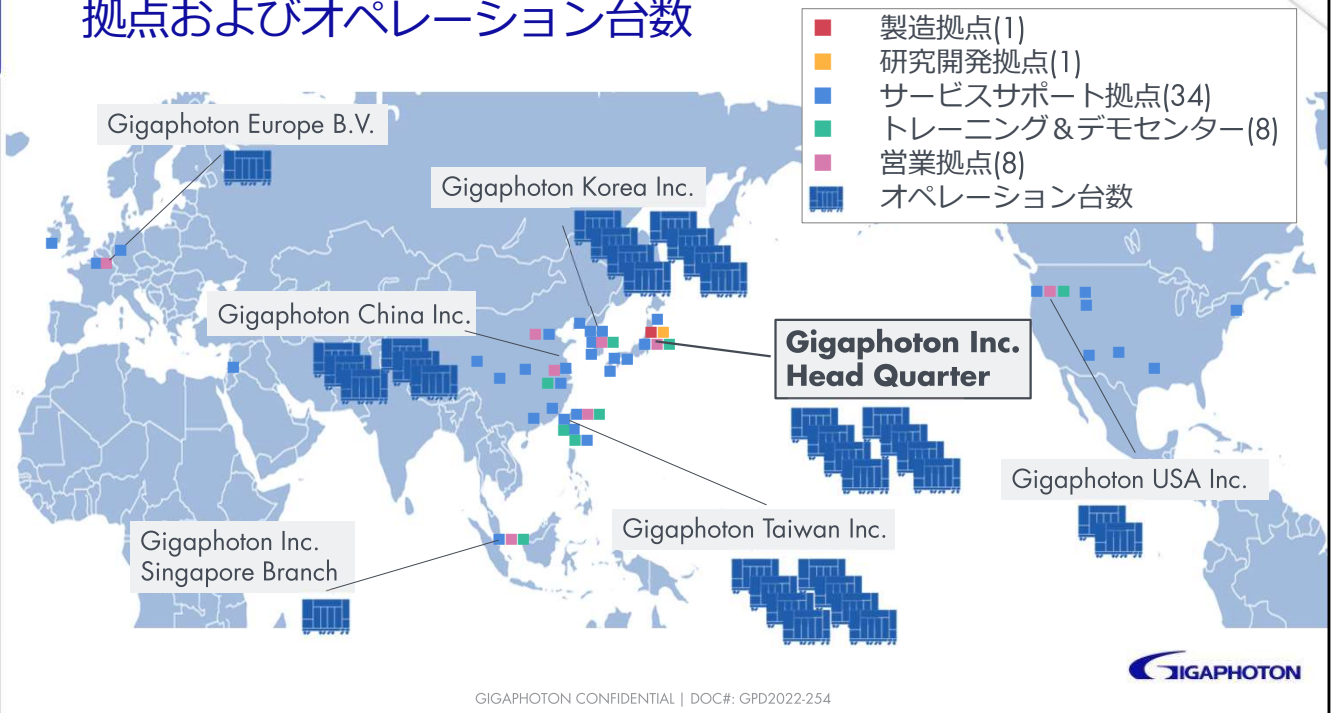 拠点およびオペレーション台数
製造拠点(1)
研究開発拠点(1)
サービスサポート拠点(34)
トレーニング＆デモセンター(8)
営業拠点(8)
オペレーション台数
Gigaphoton Europe B.V.
Gigaphoton Korea Inc.
Gigaphoton China Inc.
Gigaphoton Inc.
Head Quarter
Gigaphoton USA Inc.
Gigaphoton Taiwan Inc.
Gigaphoton Inc.
Singapore Branch
GIGAPHOTON
GIGAPHOTON CONFIDENTIAL | DOC#: GPD2022-254